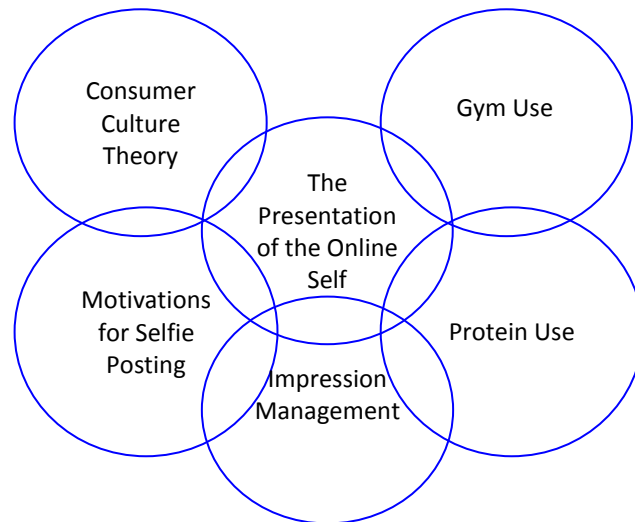 Consumer
Culture
Theory
Gym Use
The
Presentation
of the Online
Self
Motivations
for Selfie
Posting
Protein Use
Impression
Management